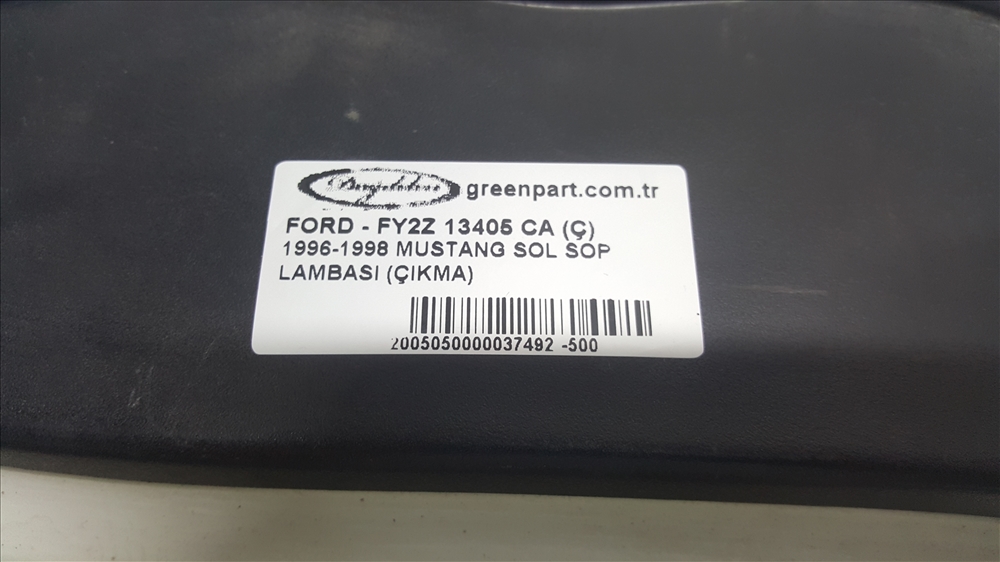 greenpart.com.tr
FORD - FY2Z 13405 CA (Ç)
1996-1998 MUSTANG SOL SOP
LAMBASI (ÇIKMA)
2005050000037492 -500